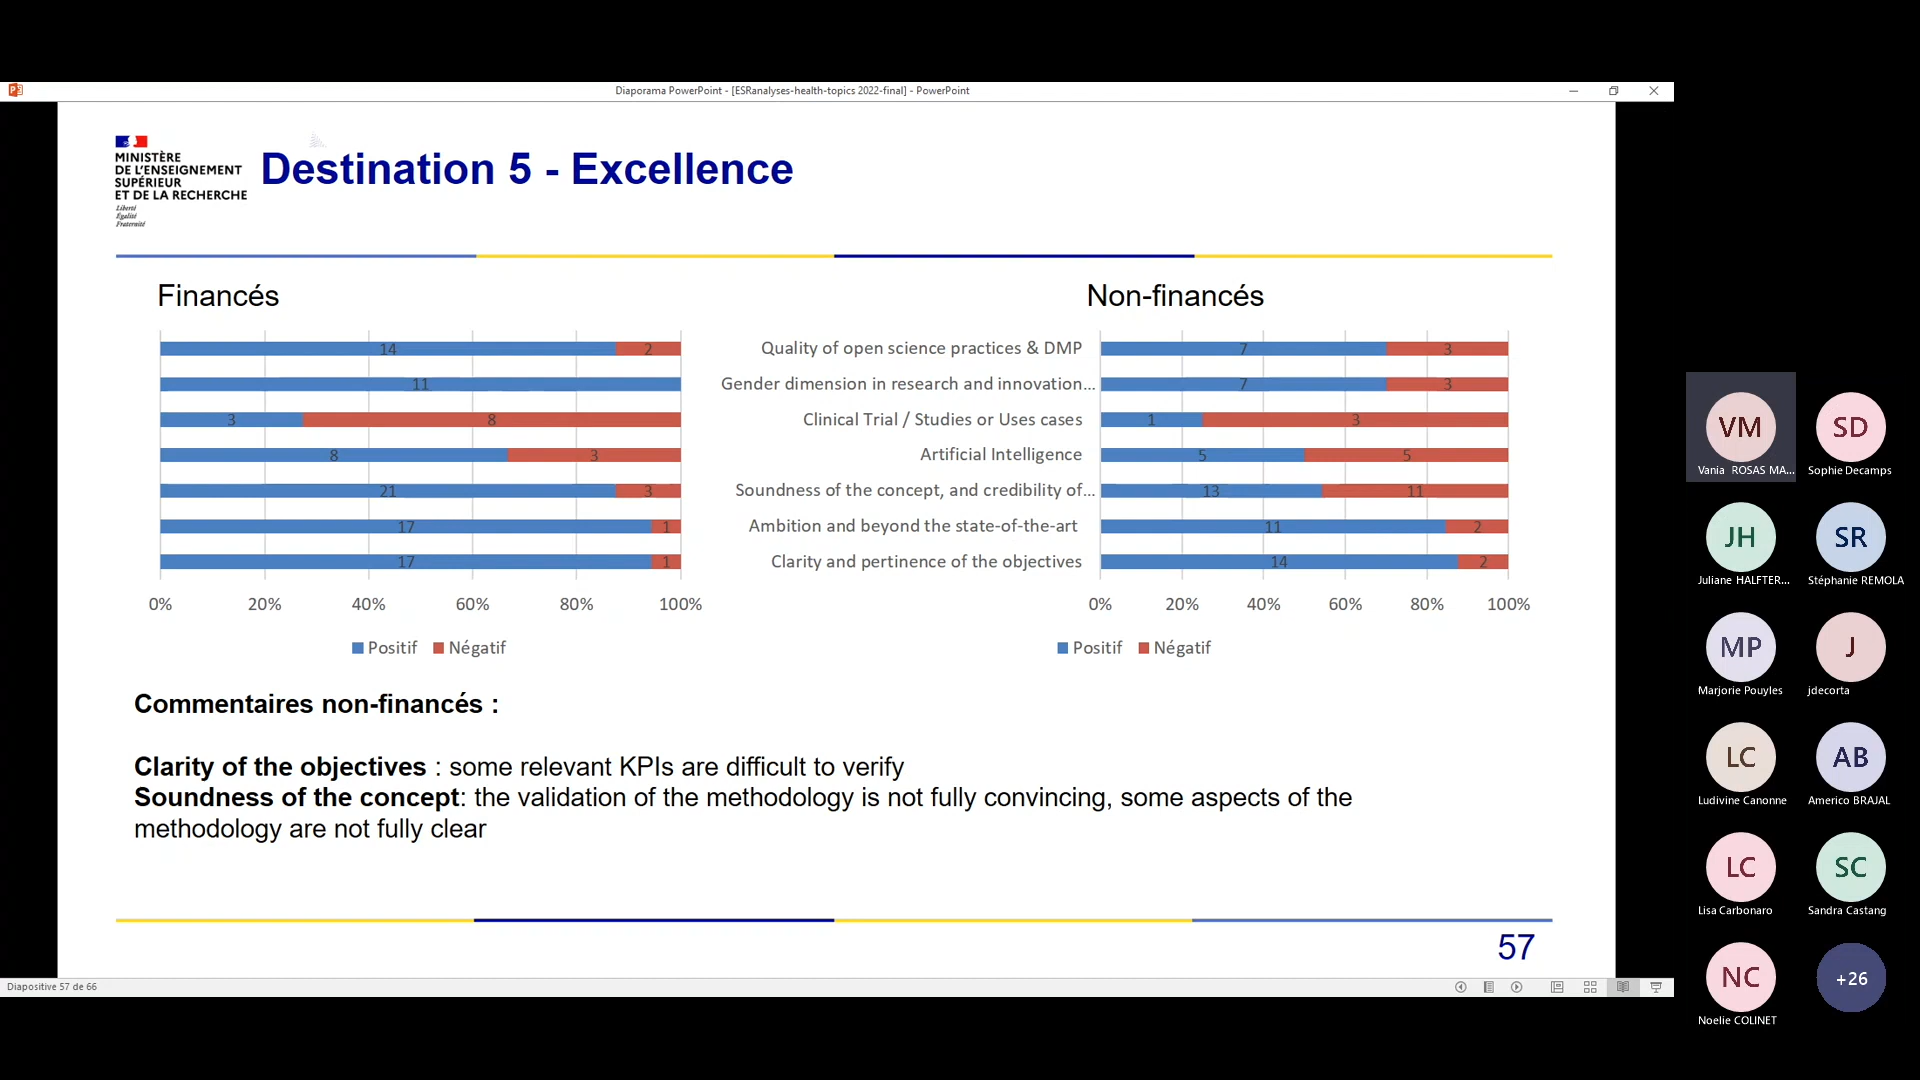 Diaporama PowerPoint - [ESRanalyses-health-topics 2022-final] - PowerPoint
MINISTÈRE
DE L'ENSEIGNEMENT
SUPÉRIEUR
ET DE LA RECHERCHE
Liberté
Égalité
Fraternité
Destination 5 - Excellence
Financés
Non-financés
14 2 Quality of open science practices & DMP 7 3
11 Gender dimension in research and innovation... 7 3
3 8 Clinical Trial / Studies or Uses cases 1 3
8 3 Artificial Intelligence 5 5
21 3 Soundness of the concept, and credibility of... 13 11
17 1 Ambition and beyond the state-of-the-art 11 2
17 1 Clarity and pertinence of the objectives 14 2
0% 20% 40% 60% 80% 100% 0% 20% 40% 60% 80% 100%
Positif Négatif Positif Négatif
Commentaires non-financés :
Clarity of the objectives : some relevant KPIs are difficult to verify
Soundness of the concept: the validation of the methodology is not fully convincing, some aspects of the
methodology are not fully clear
57
Diapositive 57 de 66
VM SD
Vania ROSAS MA... Sophie Decamps
JH SR
Juliane HALFTER... Stéphanie REMOLA
MP J
Marjorie Pouyles jdecorta
LC AB
Ludivine Canonne Americo BRAJAL
LC SC
Lisa Carbonaro Sandra Castang
NC +26
Noelie COLINET